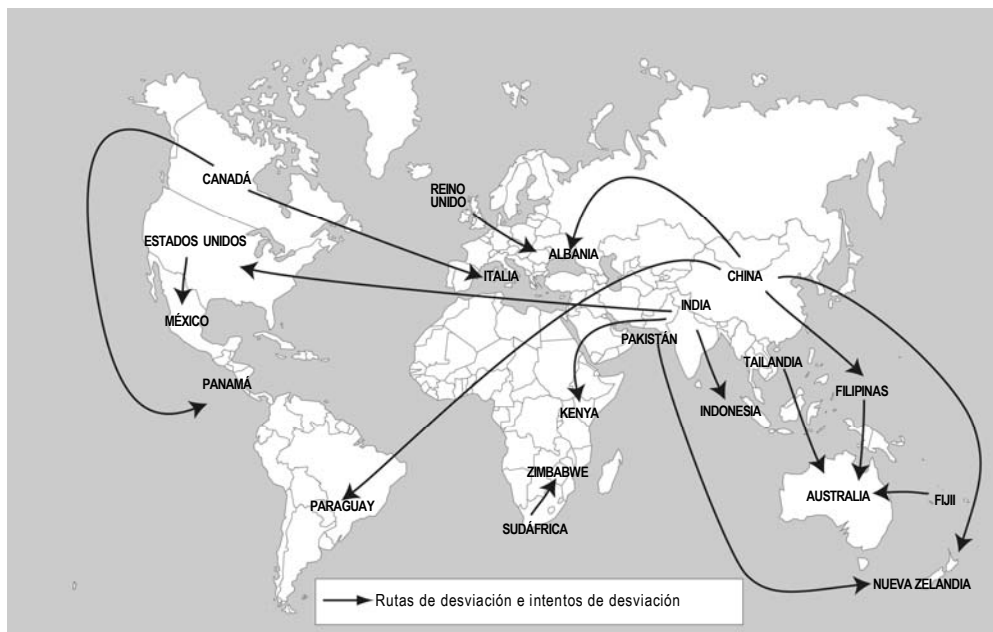 CANADÁ
REINO
UNIDO
ESTADOS UNIDOS
ALBANIA
ITALIA
CHINA
INDIA
MÉXICO
PAKISTÁN
TAILANDIA
PANAMÁ
FILIPINAS
KENYA
INDONESIA
ZIMBABWE
AUSTRALIA
FIJII
PARAGUAY
SUDÁFRICA
NUEVA ZELANDIA
Rutas de desviación e intentos de desviación